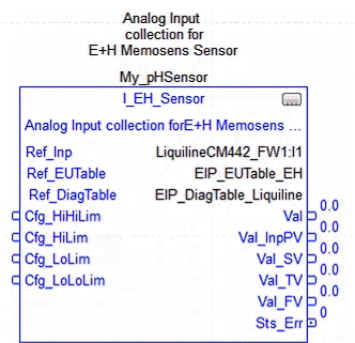 Analog Input
collection for
E+H Memosens Sensor
My_pHSensor
I_EH_Sensor
Analog Input collection forE+H Memosens ...
Ref_Inp LiquilineCM442_FW1:I1
Ref_EUTable EIP_EUTable_EH
Ref_DiagTable EIP_DiagTable_Liquiline
0.0
Cfg_HiHiLim Val
0.0
Cfg_HiLim Val_InpPV
0.0
Cfg_LoLim Val_SV
0.0
Cfg_LoLoLim Val_TV
0.0
Val_FV
0
Sts_Err